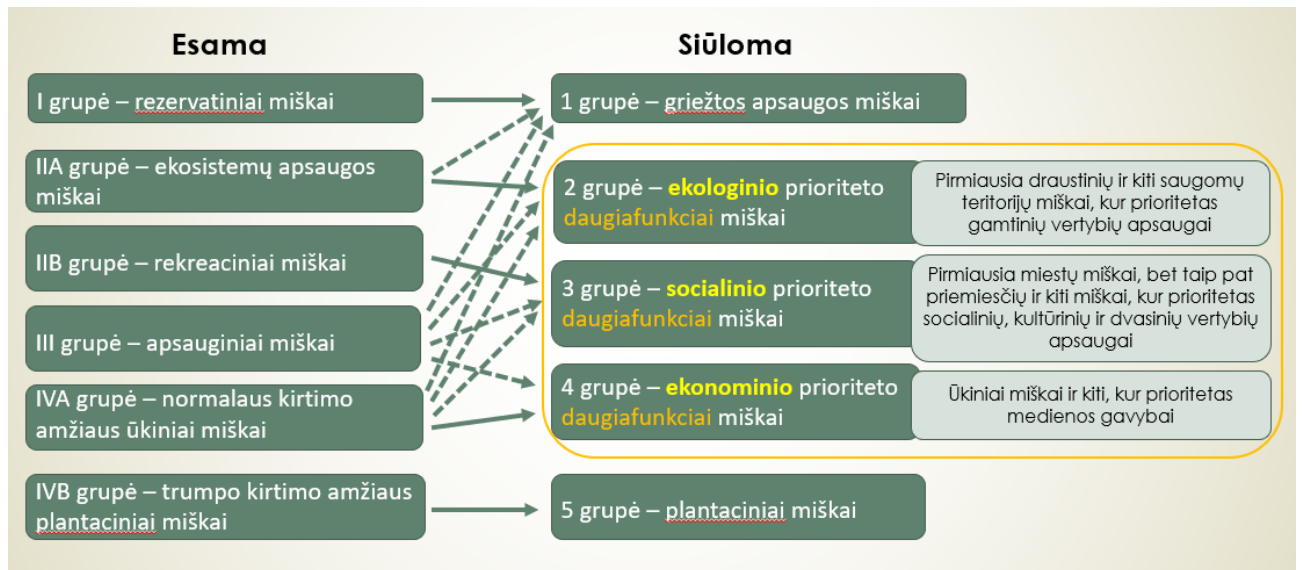 Esama
Siūloma
I grupė – rezervatiniai miškai
1 grupė – griežtos apsaugos miškai
IIA grupė – ekosistemų apsaugos
miškai
2 grupė – ekologinio prioriteto
daugiafunkciai miškai
Pirmiausia draustinių ir kiti saugomų
teritorijų miškai, kur prioritetas
gamtinių vertybių apsaugai
IIB grupė – rekreaciniai miškai
3 grupė – socialinio prioriteto
daugiafunkciai miškai
Pirmiausia miestų miškai, bet taip pat
priemiesčių ir kiti miškai, kur prioritetas
socialinių, kultūrinių ir dvasinių vertybių
apsaugai
III grupė – apsauginiai miškai
IVA grupė – normalaus kirtimo
amžiaus ūkiniai miškai
4 grupė – ekonominio prioriteto
daugiafunkciai miškai
Ūkiniai miškai ir kiti, kur prioritetas
medienos gavybai
IVB grupė – trumpo kirtimo amžiaus
plantaciniai miškai
5 grupė – plantaciniai miškai